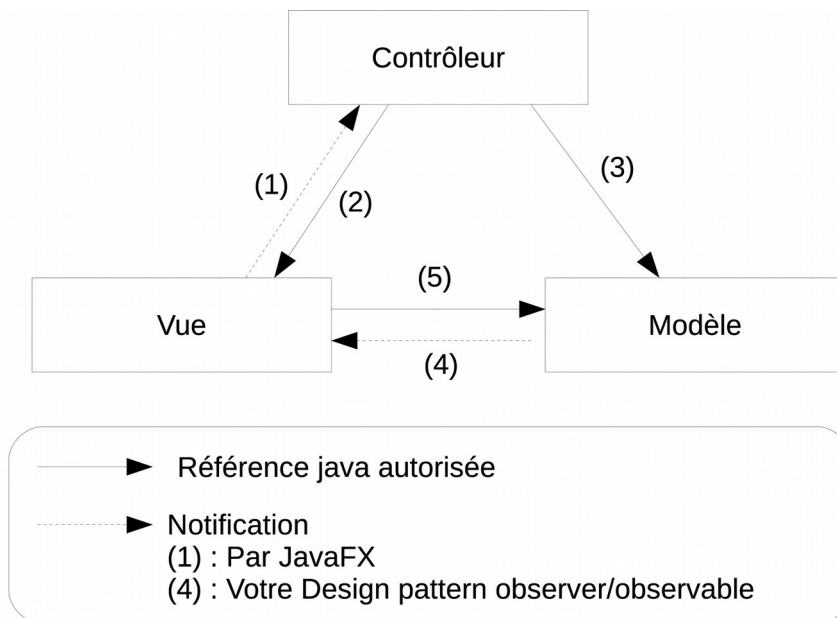 Contrôleur
(1)
(2)
(3)
Vue
(5)
Modèle
(4)
Référence java autorisée
Notification
(1) : Par JavaFX
(4) : Votre Design pattern observer/observable